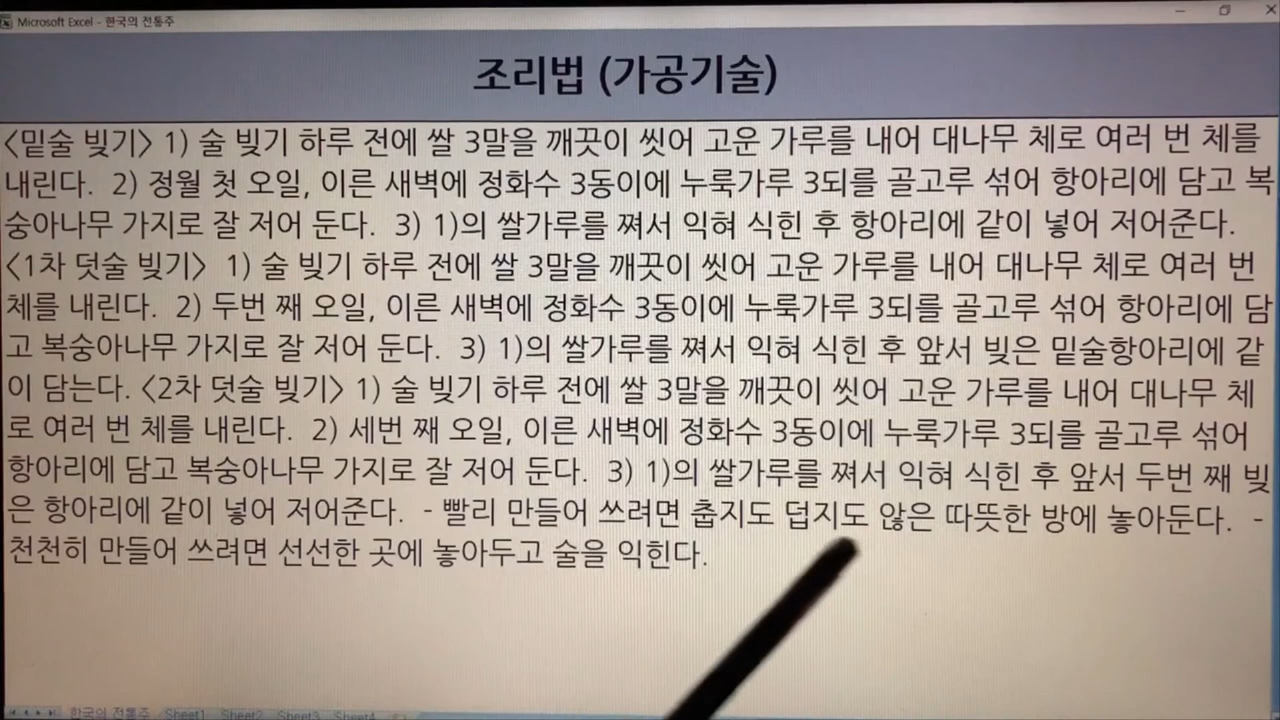 Microsoft Excel - 한국의 전통주
조리법 (가공기술)
<밑술 빚기> 1) 술 빚기 하루 전에 쌀 3말을 깨끗이 씻어 고운 가루를 내어 대나무 체로 여러 번 체를
내린다. 2) 정월 첫 오일, 이른 새벽에 정화수 3동이에 누룩가루 3되를 골고루 섞어 항아리에 담고 복
숭아나무 가지로 잘 저어 둔다. 3) 1)의 쌀가루를 쪄서 익혀 식힌 후 항아리에 같이 넣어 저어준다.
<1차 덧술 빚기> 1) 술 빚기 하루 전에 쌀 3말을 깨끗이 씻어 고운 가루를 내어 대나무 체로 여러 번
체를 내린다. 2) 두번 째 오일, 이른 새벽에 정화수 3동이에 누룩가루 3되를 골고루 섞어 항아리에 담
고 복숭아나무 가지로 잘 저어 둔다. 3) 1)의 쌀가루를 쪄서 익혀 식힌 후 앞서 빚은 밑술항아리에 같
이 담는다. <2차 덧술 빚기> 1) 술 빚기 하루 전에 쌀 3말을 깨끗이 씻어 고운 가루를 내어 대나무 체
로 여러 번 체를 내린다. 2) 세번 째 오일, 이른 새벽에 정화수 3동이에 누룩가루 3되를 골고루 섞어
항아리에 담고 복숭아나무 가지로 잘 저어 둔다. 3) 1)의 쌀가루를 쪄서 익혀 식힌 후 앞서 두번 째 빚
은 항아리에 같이 넣어 저어준다. - 빨리 만들어 쓰려면 춥지도 덥지도 않은 따뜻한 방에 놓아둔다. -
천천히 만들어 쓰려면 선선한 곳에 놓아두고 술을 익힌다.
한국의 전통주 Sheet1 Sheet2 Sheet3 Sheet4